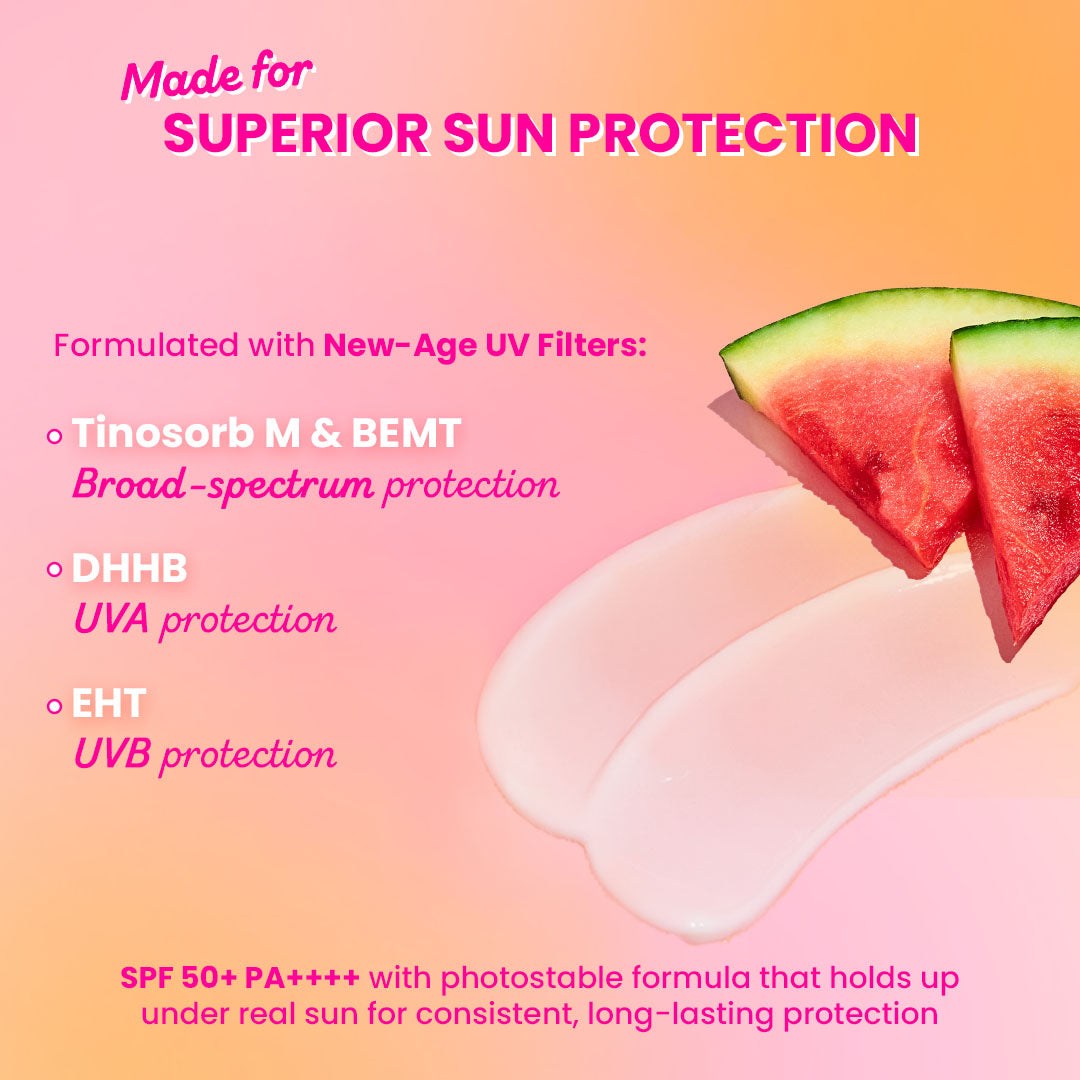 Made for
SUPERIOR SUN PROTECTION
Formulated with New-Age UV Filters:
Tinosorb M & BEMT
Broad-spectrum protection
DHHB
UVA protection
EHT
UVB protection
SPF 50+ PA++++ with photostable formula that holds up
under real sun for consistent, long-lasting protection